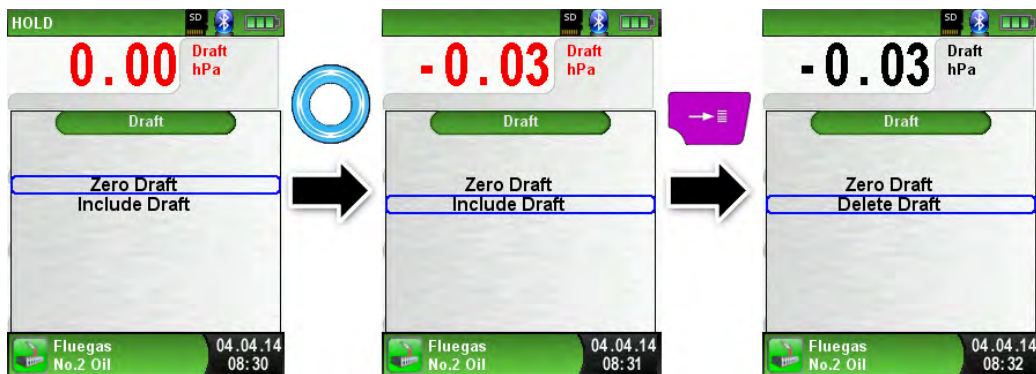 HOLD
SD
0.00
Draft
hPa
Draft
Zero Draft
Include Draft
Fluegas
No.2 Oil
04.04.14
08:30
SD
-0.03
Draft
hPa
Draft
Zero Draft
Include Draft
Fluegas
No.2 Oil
04.04.14
08:31
SD
-0.03
Draft
hPa
Draft
Zero Draft
Delete Draft
Fluegas
No.2 Oil
04.04.14
08:32